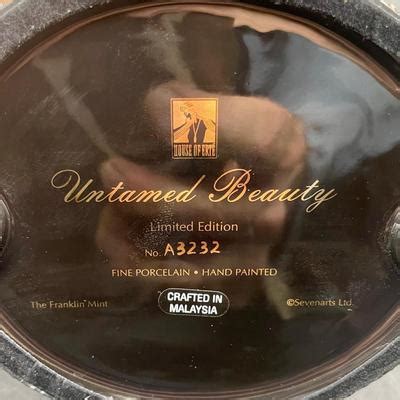 HOUSE OF ERTÉ
Untamed Beauty
Limited Edition
No. A3232
FINE PORCELAIN • HAND PAINTED
The Franklin Mint
©Sevenarts Ltd.
CRAFTED IN
MALAYSIA